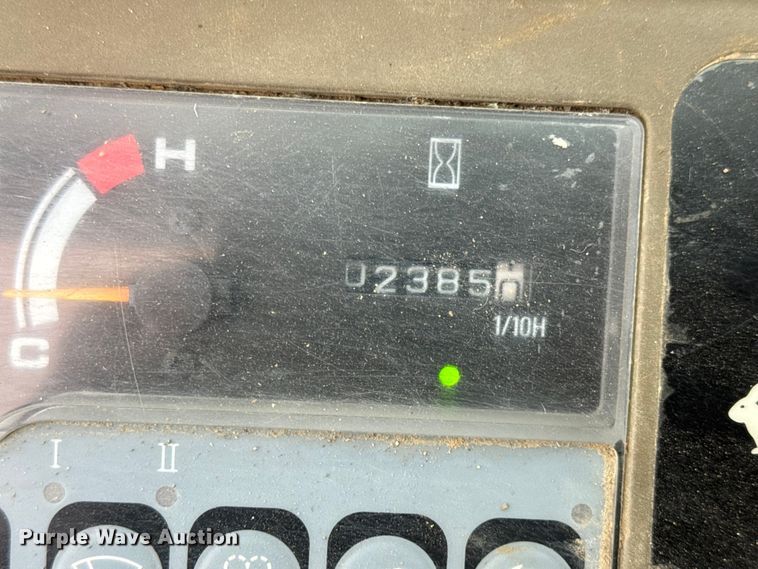 H
02385
1/10H
C
I II
Purple Wave Auction